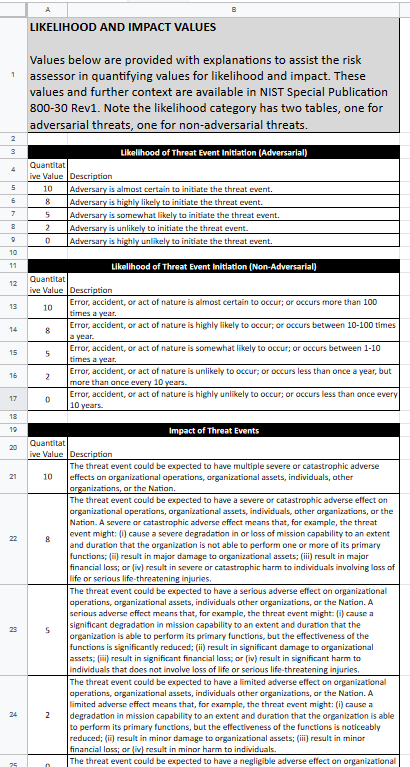 A B
LIKELIHOOD AND IMPACT VALUES
Values below are provided with explanations to assist the risk
assessor in quantifying values for likelihood and impact. These
values and further context are available in NIST Special Publication
800-30 Rev1. Note the likelihood category has two tables, one for
adversarial threats, one for non-adversarial threats.
1
2
3 Likelihood of Threat Event Initiation (Adversarial)
4 Quantitat
ive Value Description
5 10 Adversary is almost certain to initiate the threat event.
6 8 Adversary is highly likely to initiate the threat event.
7 5 Adversary is somewhat likely to initiate the threat event.
8 2 Adversary is unlikely to initiate the threat event.
9 0 Adversary is highly unlikely to initiate the threat event.
10
11 Likelihood of Threat Event Initiation (Non-Adversarial)
12 Quantitat
ive Value Description
13 10 Error, accident, or act of nature is almost certain to occur; or occurs more than 100
times a year.
14 8 Error, accident, or act of nature is highly likely to occur; or occurs between 10-100 times
a year.
15 5 Error, accident, or act of nature is somewhat likely to occur; or occurs between 1-10
times a year.
16 2 Error, accident, or act of nature is unlikely to occur; or occurs less than once a year, but
more than once every 10 years.
17 0 Error, accident, or act of nature is highly unlikely to occur; or occurs less than once every
10 years.
18
19 Impact of Threat Events
20 Quantitat
ive Value Description
21 10 The threat event could be expected to have multiple severe or catastrophic adverse
effects on organizational operations, organizational assets, individuals, other
organizations, or the Nation.
22 8 The threat event could be expected to have a severe or catastrophic adverse effect on
organizational operations, organizational assets, individuals, other organizations, or the
Nation. A severe or catastrophic adverse effect means that, for example, the threat
event might: (i) cause a severe degradation in or loss of mission capability to an extent
and duration that the organization is not able to perform one or more of its primary
functions; (ii) result in major damage to organizational assets; (iii) result in major
financial loss; or (iv) result in severe or catastrophic harm to individuals involving loss of
life or serious life-threatening injuries.
23 5 The threat event could be expected to have a serious adverse effect on organizational
operations, organizational assets, individuals other organizations, or the Nation. A
serious adverse effect means that, for example, the threat event might: (i) cause a
significant degradation in mission capability to an extent and duration that the
organization is able to perform its primary functions, but the effectiveness of the
functions is significantly reduced; (ii) result in significant damage to organizational
assets; (iii) result in significant financial loss; or (iv) result in significant harm to
individuals that does not involve loss of life or serious life-threatening injuries.
24 2 The threat event could be expected to have a limited adverse effect on organizational
operations, organizational assets, individuals other organizations, or the Nation. A
limited adverse effect means that, for example, the threat event might: (i) cause a
degradation in mission capability to an extent and duration that the organization is able
to perform its primary functions, but the effectiveness of the functions is noticeably
reduced; (ii) result in minor damage to organizational assets; (iii) result in minor
financial loss; or (iv) result in minor harm to individuals.
25 0 The threat event could be expected to have a negligible adverse effect on organizational